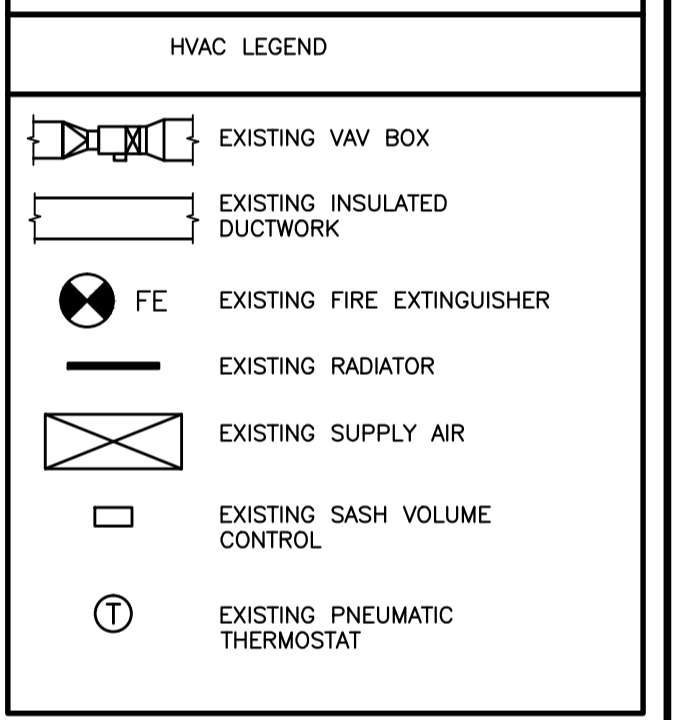 HVAC LEGEND
EXISTING VAV BOX
EXISTING INSULATED
DUCTWORK
FE EXISTING FIRE EXTINGUISHER
EXISTING RADIATOR
EXISTING SUPPLY AIR
EXISTING SASH VOLUME
CONTROL
T EXISTING PNEUMATIC
THERMOSTAT